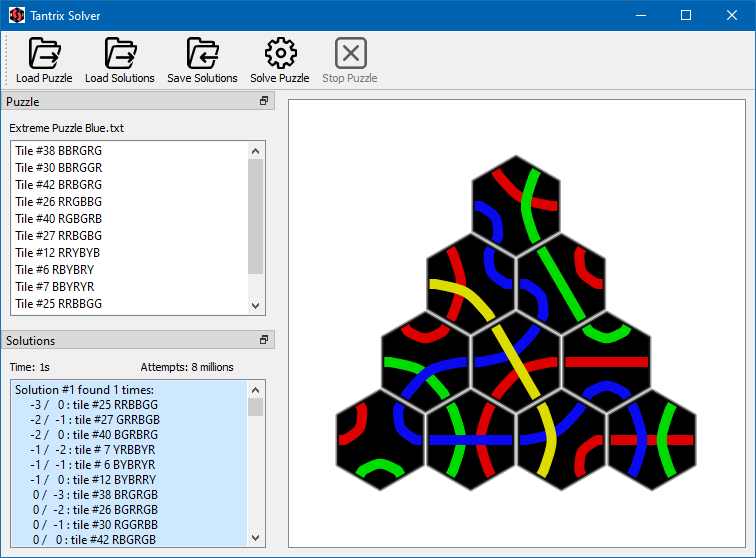 Tantrix Solver
Load Puzzle Load Solutions Save Solutions Solve Puzzle Stop Puzzle
Puzzle
Extreme Puzzle Blue.txt
Tile #38 BBRGRG
Tile #30 BBRGGR
Tile #42 BRBGRG
Tile #26 RRGBBG
Tile #40 RGBGRB
Tile #27 RRBGBG
Tile #12 RRYBYB
Tile #6 RBYBRY
Tile #7 BBYRYR
Tile #25 RRBBGG
Solutions
Time: 1s Attempts: 8 millions
Solution #1 found 1 times:
-3 / 0 : tile #25 RRBBGG
-2 / -1 : tile #27 GRRBGB
-2 / 0 : tile #40 BGRBRG
-1 / -2 : tile # 7 YRBBYR
-1 / -1 : tile # 6 BYBRYR
-1 / 0 : tile #12 BYBRRY
0 / -3 : tile #38 BRGRGB
0 / -2 : tile #26 BGRRGB
0 / -1 : tile #30 RGGRBB
0 / 0 : tile #42 RBGRGB